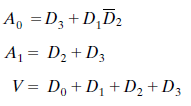 A₀ = D₃ + D₁D̅₂
A₁ = D₂ + D₃
V = D₀ + D₁ + D₂ + D₃